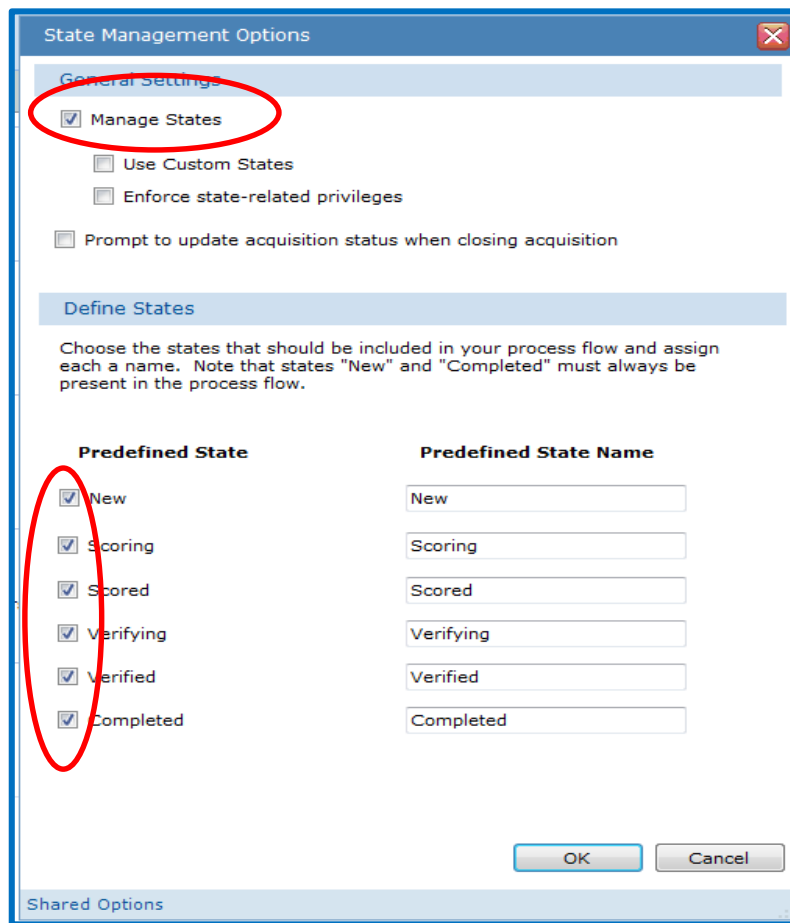 State Management Options
General Settings
Manage States
Use Custom States
Enforce state-related privileges
Prompt to update acquisition status when closing acquisition
Define States
Choose the states that should be included in your process flow and assign
each a name. Note that states "New" and "Completed" must always be
present in the process flow.
Predefined State Predefined State Name
New New
Scoring Scoring
Scored Scored
Verifying Verifying
Verified Verified
Completed Completed
OK Cancel
Shared Options